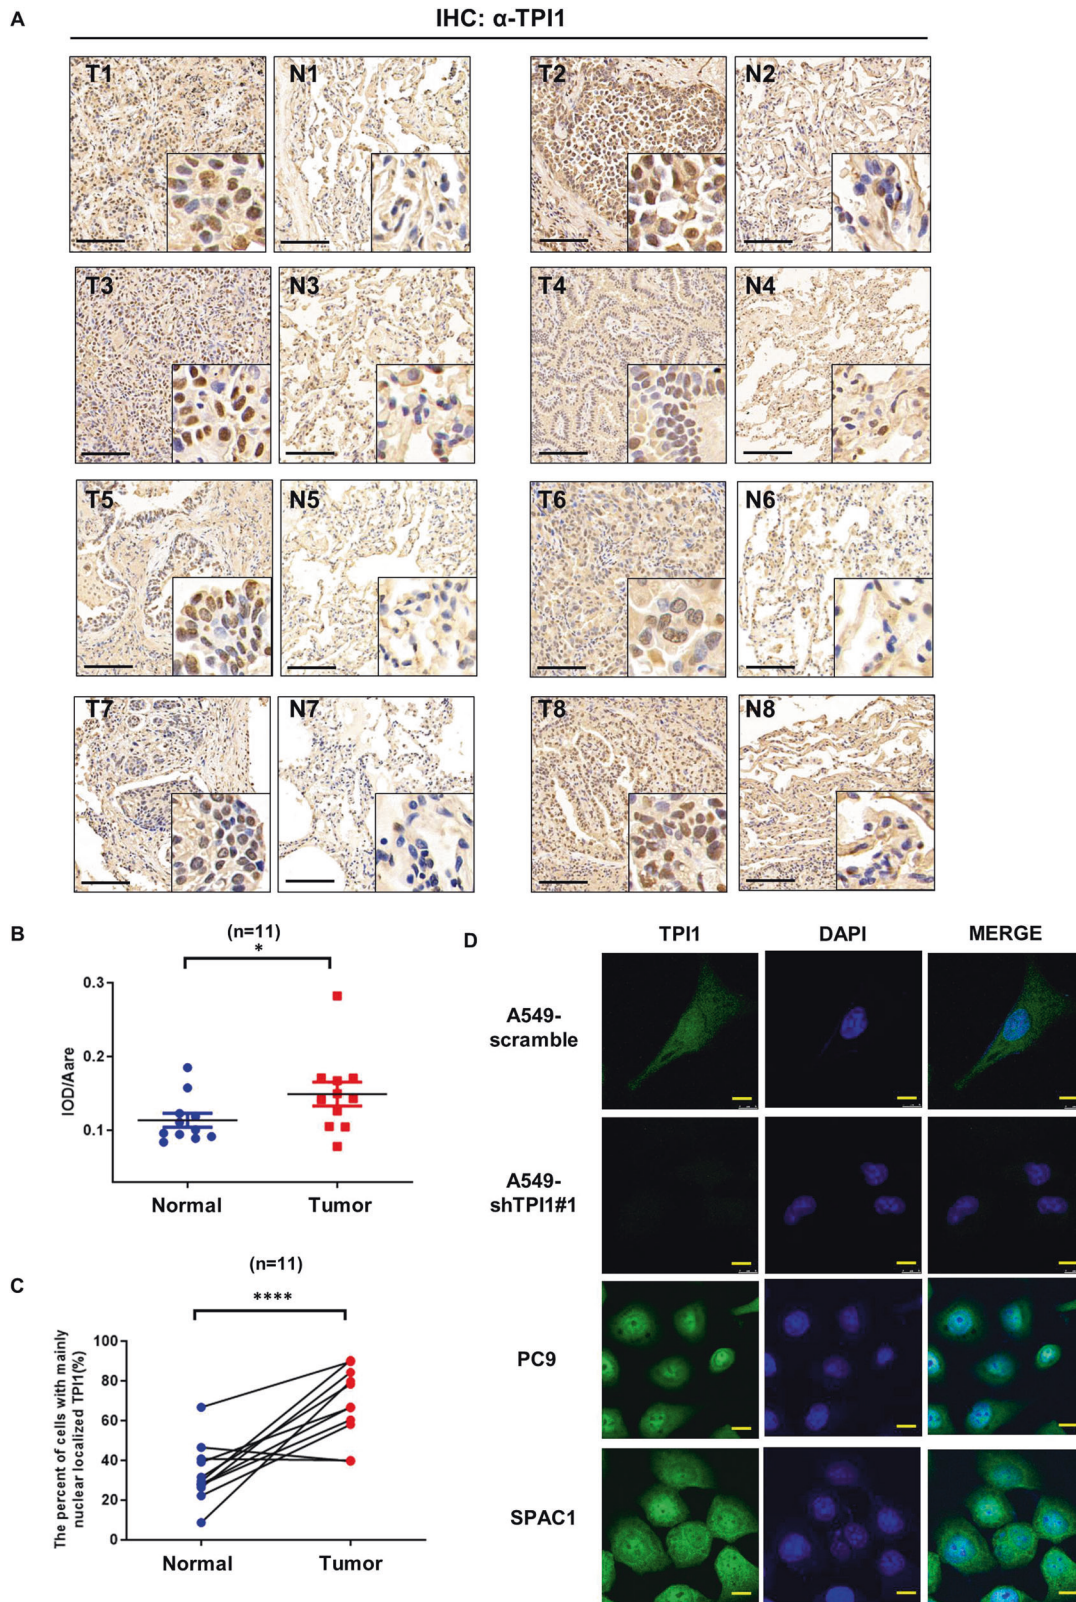 A
IHC: α-TPI1
T1
N1
T2
N2
T3
N3
T4
N4
T5
N5
T6
N6
T7
N7
T8
N8
B
(n=11)
*
0.3
0.2
0.1
IOD/Aare
Normal
Tumor
C
(n=11)
****
100
80
60
40
20
0
The percent of cells with mainly
nuclear localized TPI1(%)
Normal
Tumor
D
TPI1
DAPI
MERGE
A549-
scramble
A549-
shTPI1#1
PC9
SPAC1